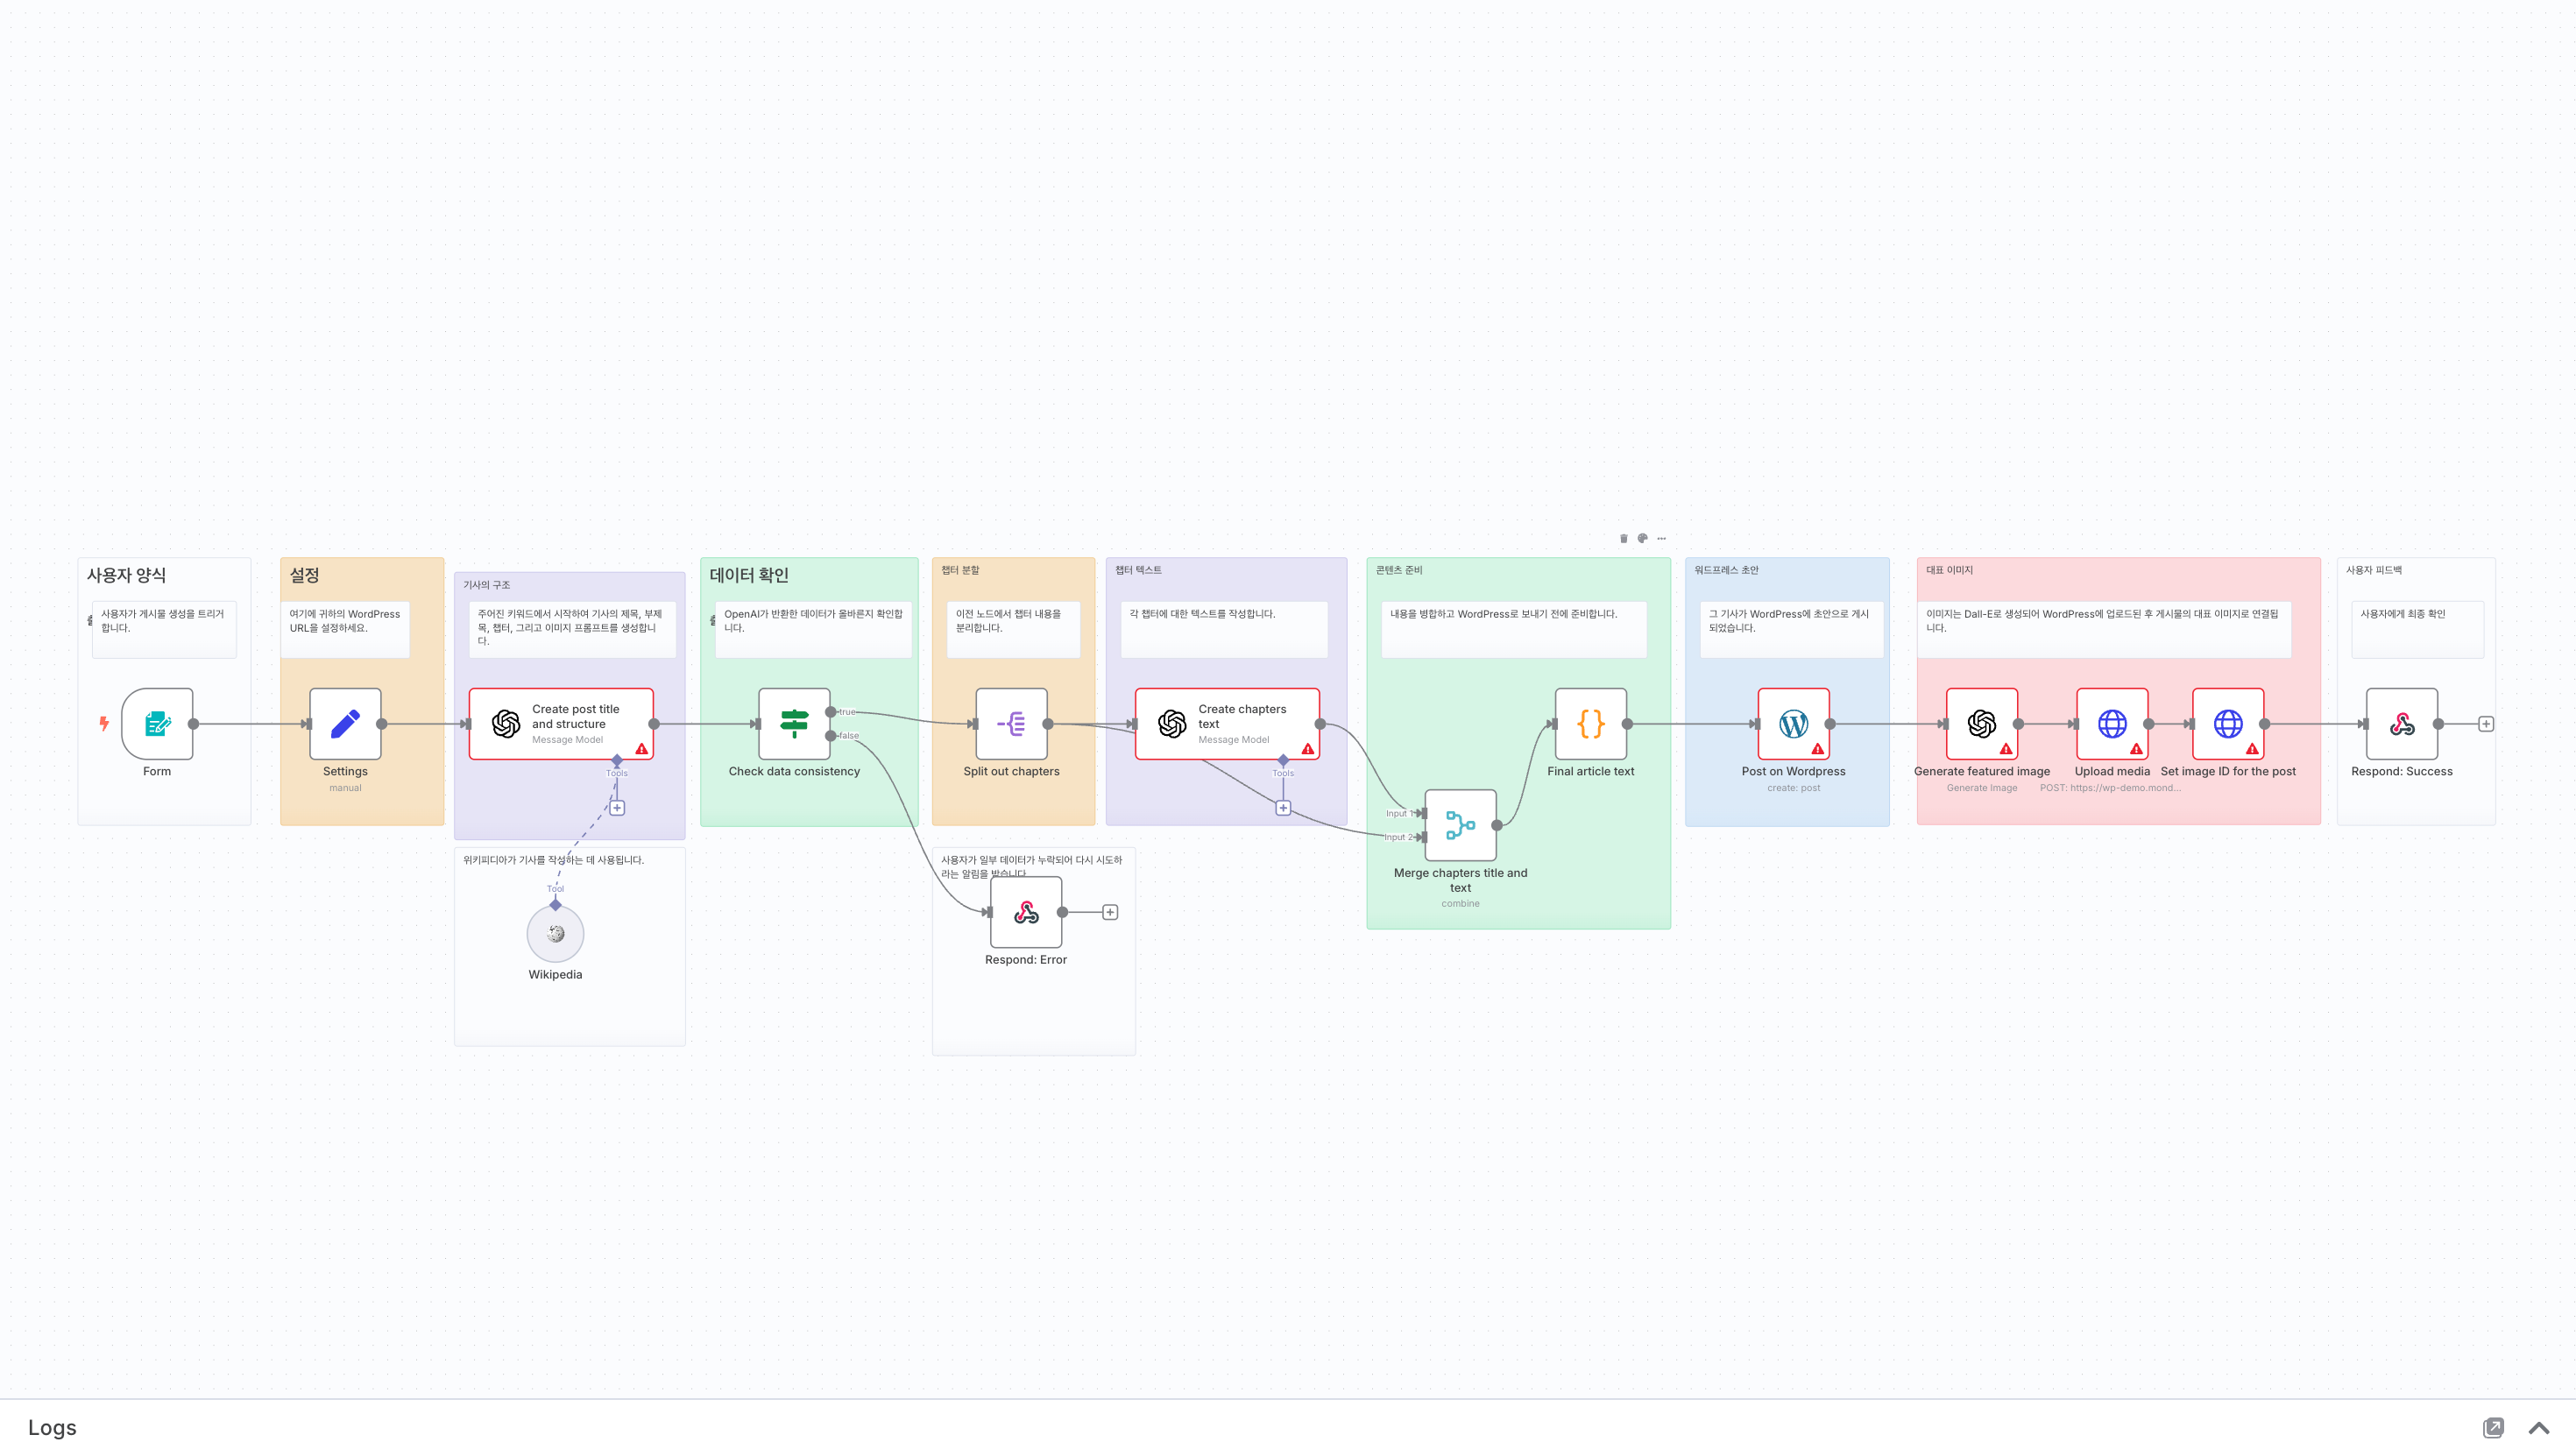 사용자 양식
사용자가 게시물 생성을 트리거
합니다.
Form
설정
여기에 귀하의 WordPress
URL을 설정하세요.
Settings
manual
기사의 구조
주어진 키워드에서 시작하여 기사의 제목, 부제
목, 챕터, 그리고 이미지 프롬프트를 생성합니
다.
Create post title
and structure
Message Model
Tools
위키피디아가 기사를 작성하는 데 사용됩니다.
Tool
Wikipedia
데이터 확인
OpenAI가 반환한 데이터가 올바른지 확인합
니다.
true
false
Check data consistency
챕터 분할
이전 노드에서 챕터 내용을
분리합니다.
Split out chapters
사용자가 일부 데이터가 누락되어 다시 시도하
라는 알림을 받습니다
Respond: Error
챕터 텍스트
각 챕터에 대한 텍스트를 작성합니다.
Create chapters
text
Message Model
Tools
콘텐츠 준비
내용을 병합하고 WordPress로 보내기 전에 준비합니다.
Input 1
Input 2
Merge chapters title and
text
combine
Final article text
워드프레스 초안
그 기사가 WordPress에 초안으로 게시
되었습니다.
Post on Wordpress
create: post
대표 이미지
이미지는 Dall-E로 생성되어 WordPress에 업로드된 후 게시물의 대표 이미지로 연결됩
니다.
Generate featured image
Generate Image
Upload media
POST: https://wp-demo.mond...
Set image ID for the post
사용자 피드백
사용자에게 최종 확인
Respond: Success
Logs